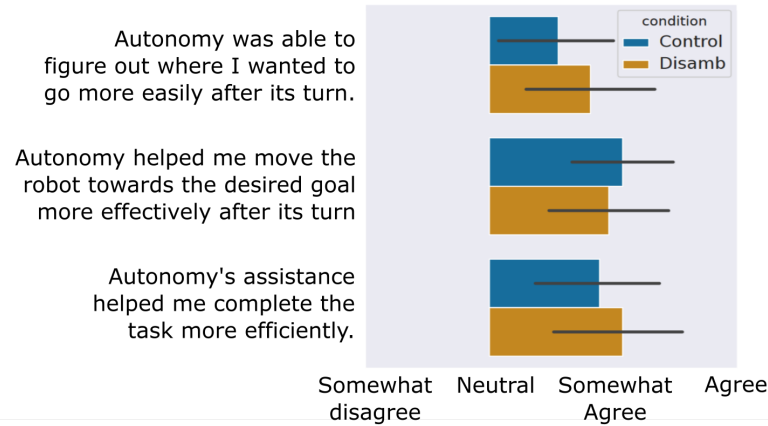 Autonomy was able to
figure out where I wanted to
go more easily after its turn.
condition
Control
Disamb
Autonomy helped me move the
robot towards the desired goal
more effectively after its turn
Autonomy's assistance
helped me complete the
task more efficiently.
Somewhat
disagree
Neutral
Somewhat
Agree
Agree